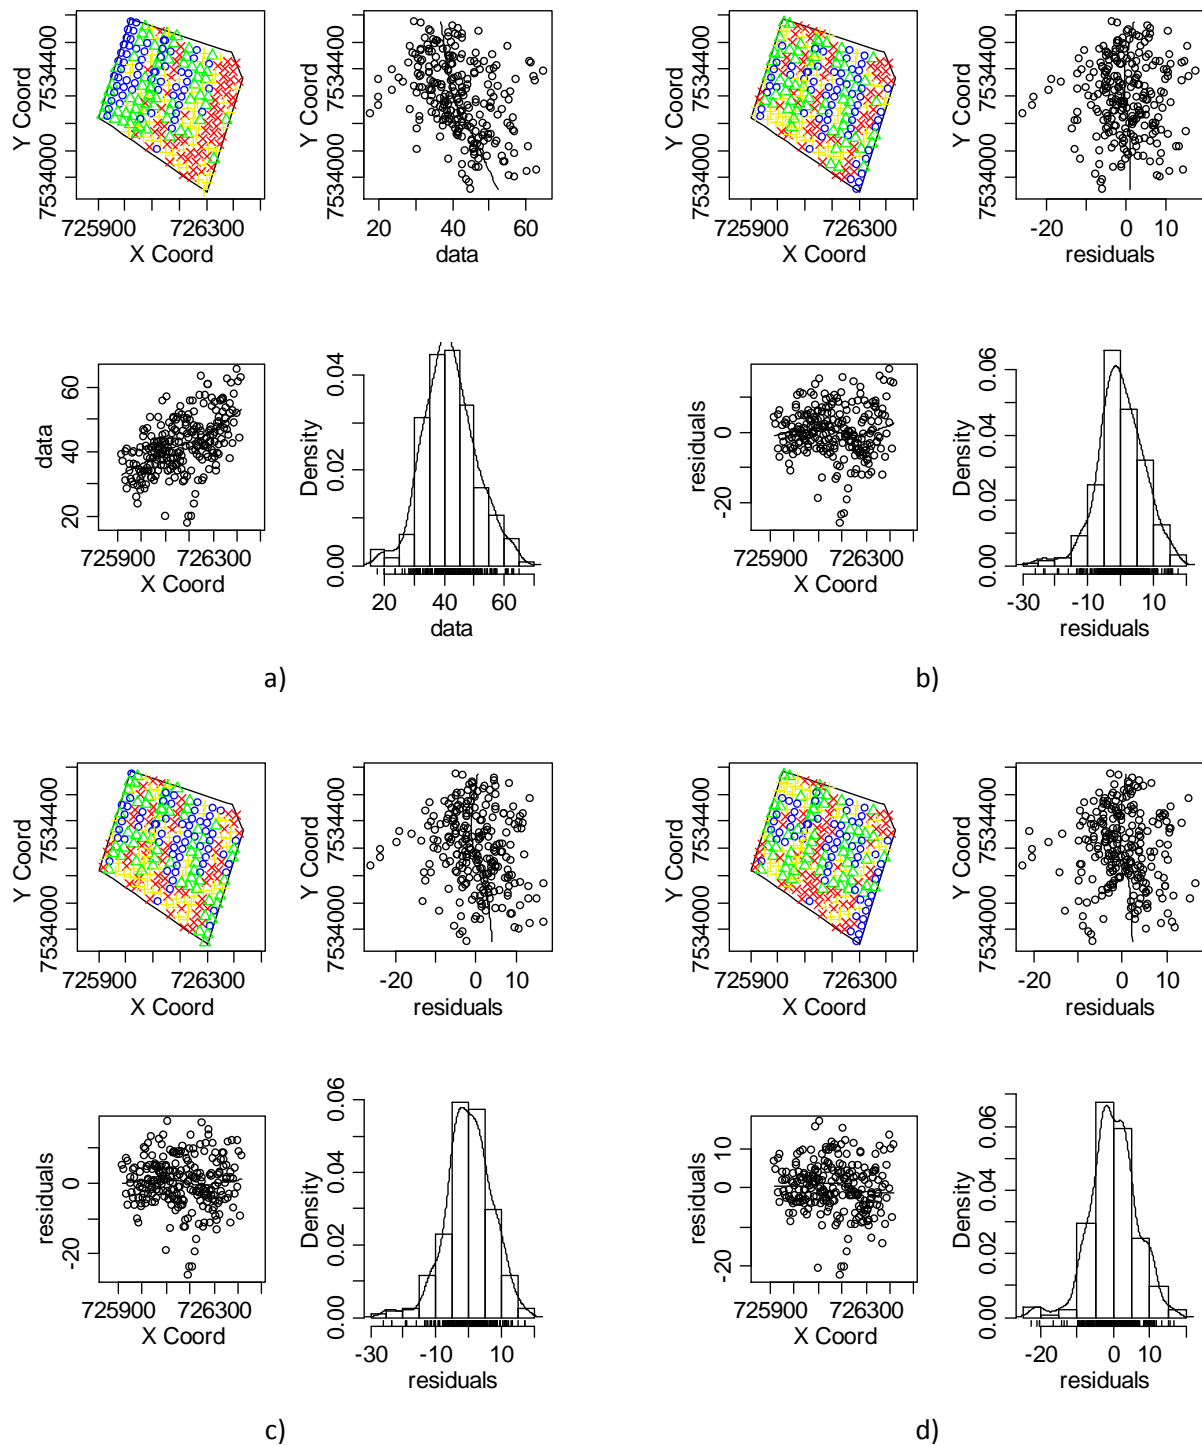 Y Coord
7534000 7534400
725900 726300
X Coord
Y Coord
7534000 7534400
20 30 40 50 60
data
Y Coord
7534000 7534400
725900 726300
X Coord
Y Coord
7534000 7534400
-20 0 10
residuals
data
20 40 60
725900 726300
X Coord
Density
0.00 0.02 0.04
20 40 60
data
residuals
-20 0
725900 726300
X Coord
Density
0.00 0.02 0.04 0.06
-30 -10 10
residuals
a)
b)
Y Coord
7534000 7534400
725900 726300
X Coord
Y Coord
7534000 7534400
-20 0 10
residuals
Y Coord
7534000 7534400
725900 726300
X Coord
Y Coord
7534000 7534400
-20 0 10
residuals
residuals
-20 0
725900 726300
X Coord
Density
0.00 0.02 0.04 0.06
-30 -10 10
residuals
residuals
-20 0 10
725900 726300
X Coord
Density
0.00 0.02 0.04 0.06
-20 0 10
residuals
c)
d)